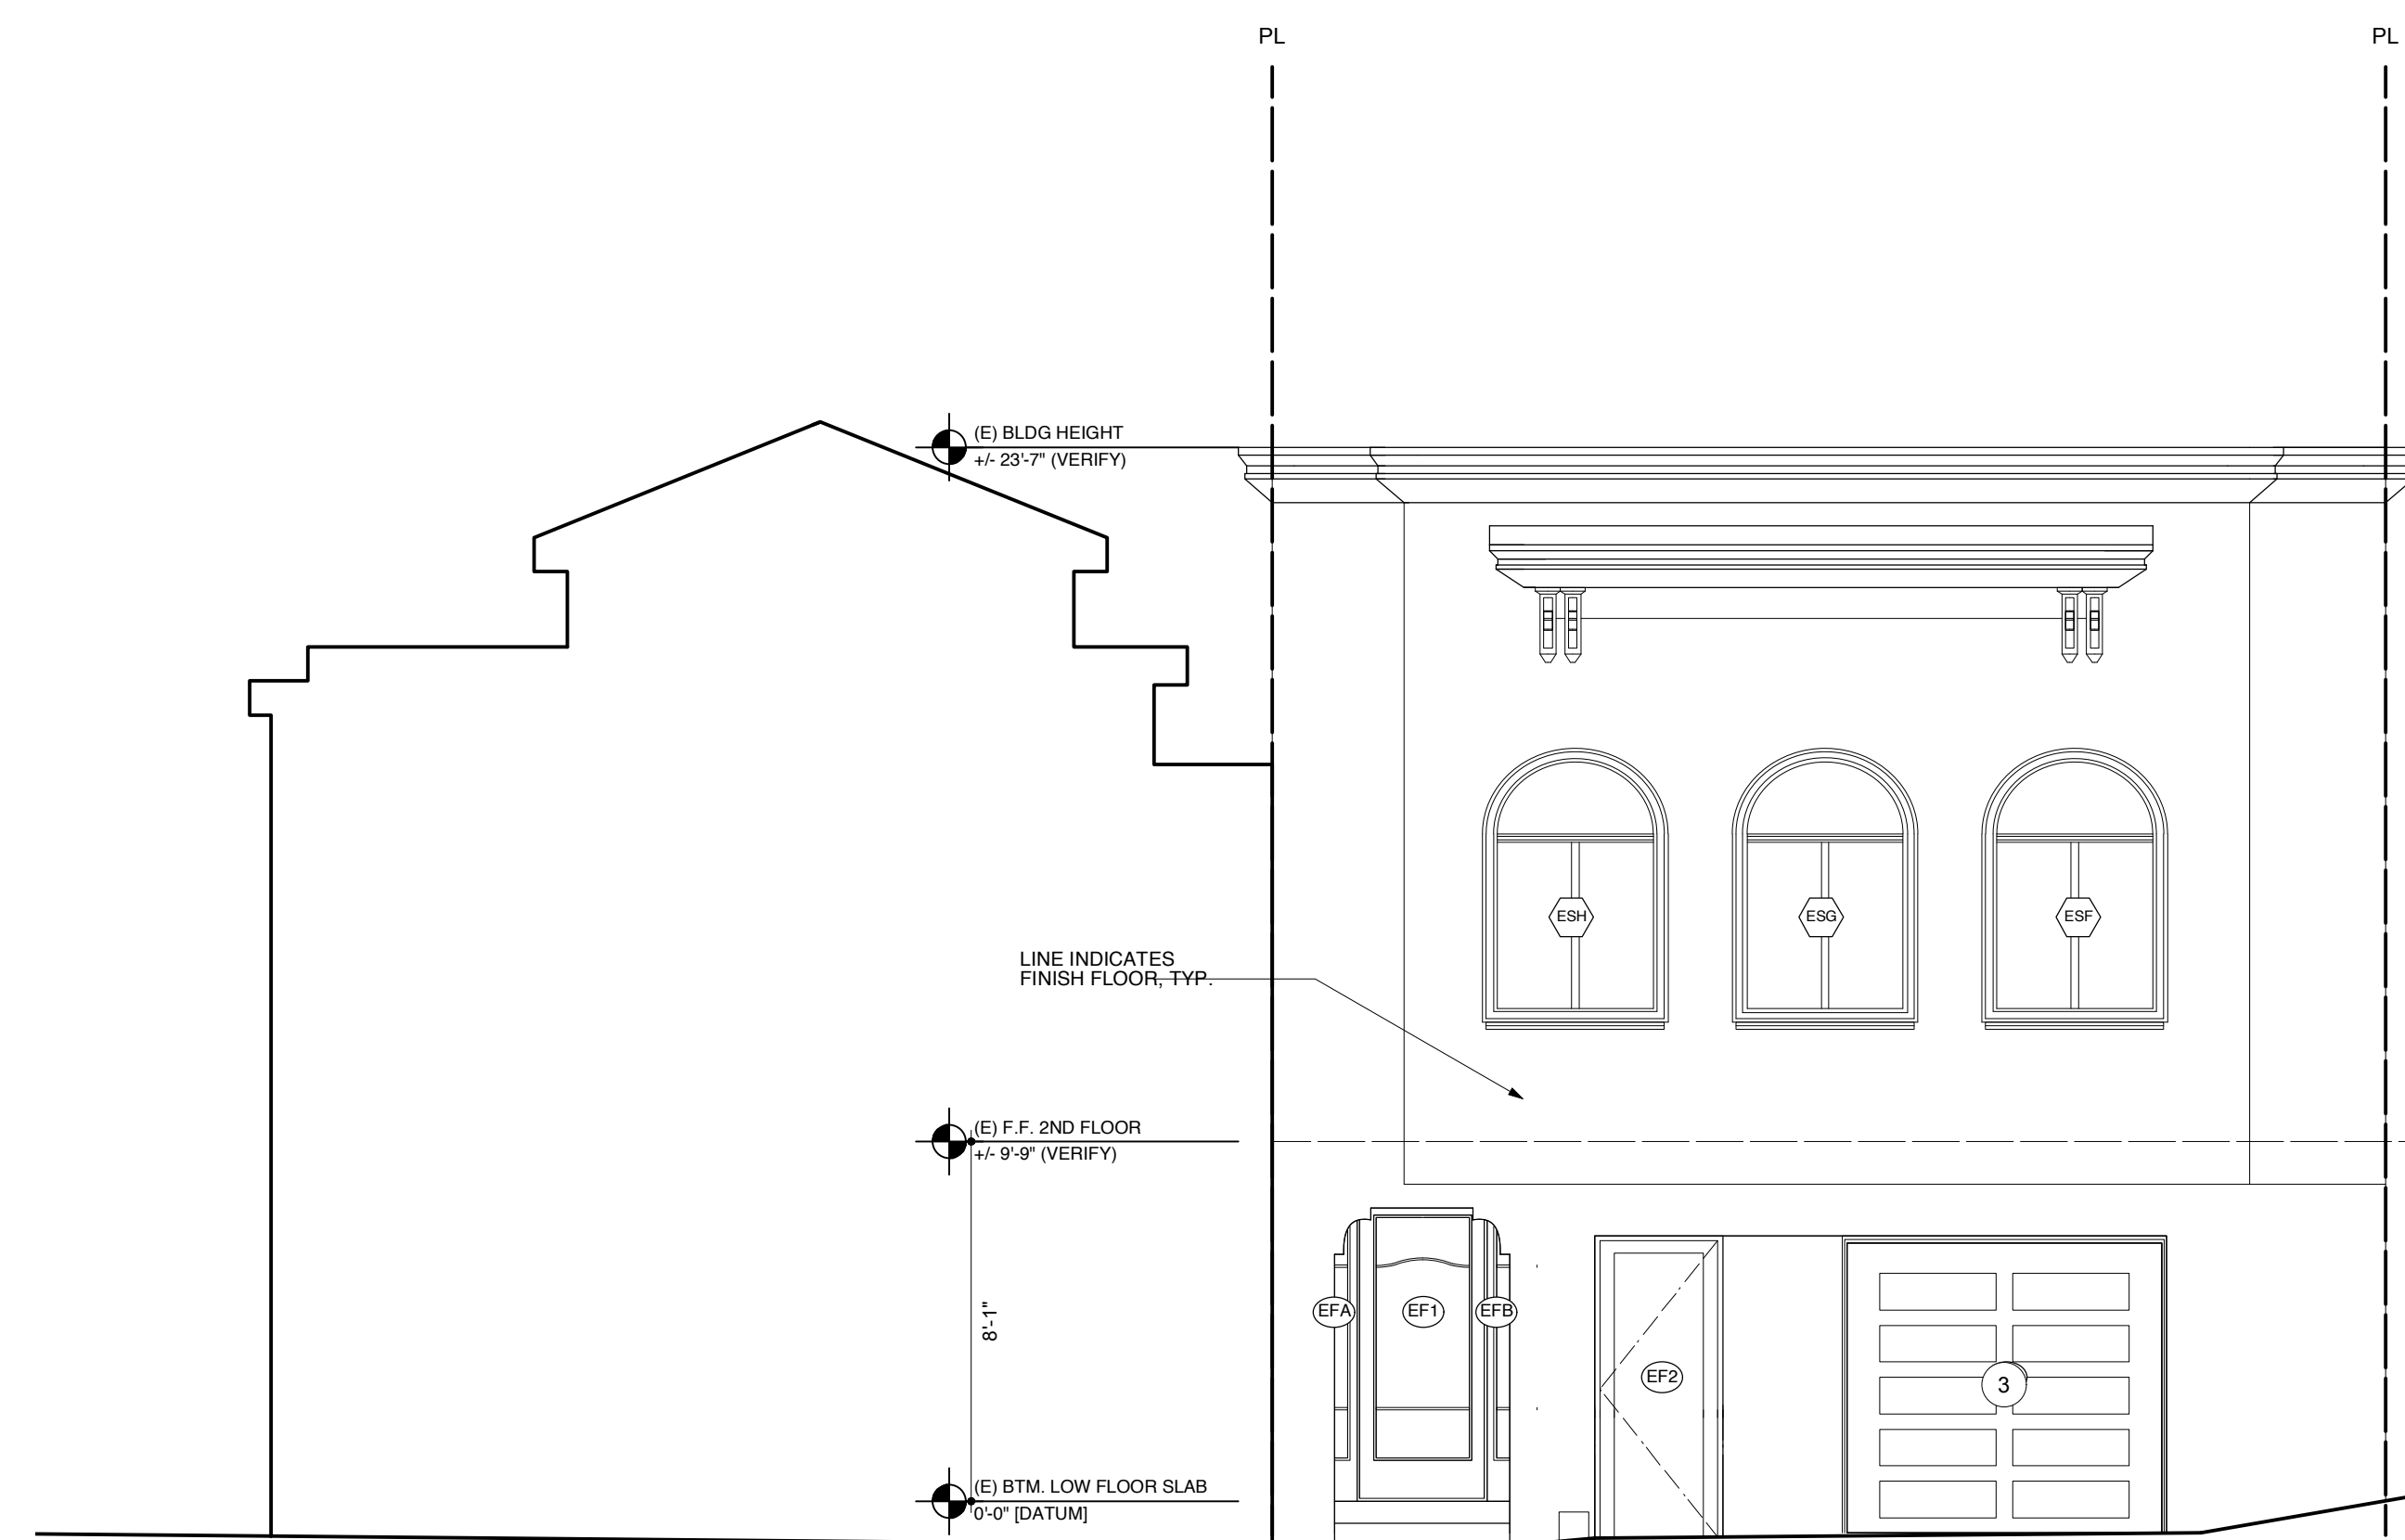 PL
PL
(E) BLDG HEIGHT
+/- 23'-7" (VERIFY)
ESH
ESG
ESF
LINE INDICATES
FINISH FLOOR, TYP.
(E) F.F. 2ND FLOOR
+/- 9'-9" (VERIFY)
8'-1"
EFA
EF1
EFB
EF2
3
(E) BTM. LOW FLOOR SLAB
0'-0" [DATUM]